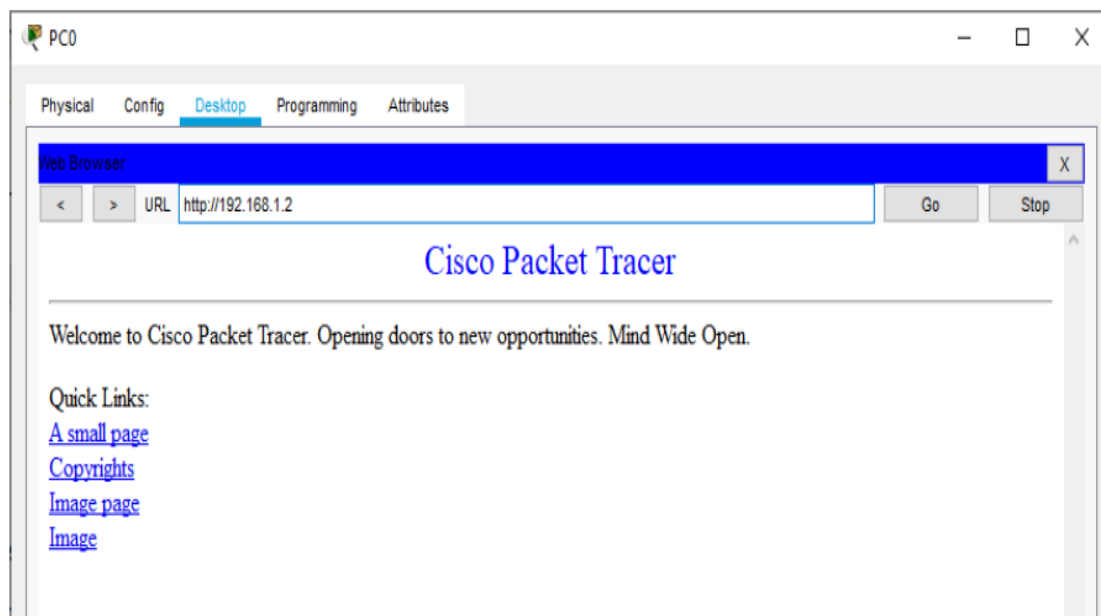 PC0
Physical Config Desktop Programming Attributes
Web Browser
X
< > URL http://192.168.1.2 Go Stop
Cisco Packet Tracer
Welcome to Cisco Packet Tracer. Opening doors to new opportunities. Mind Wide Open.
Quick Links:
A small page
Copyrights
Image page
Image